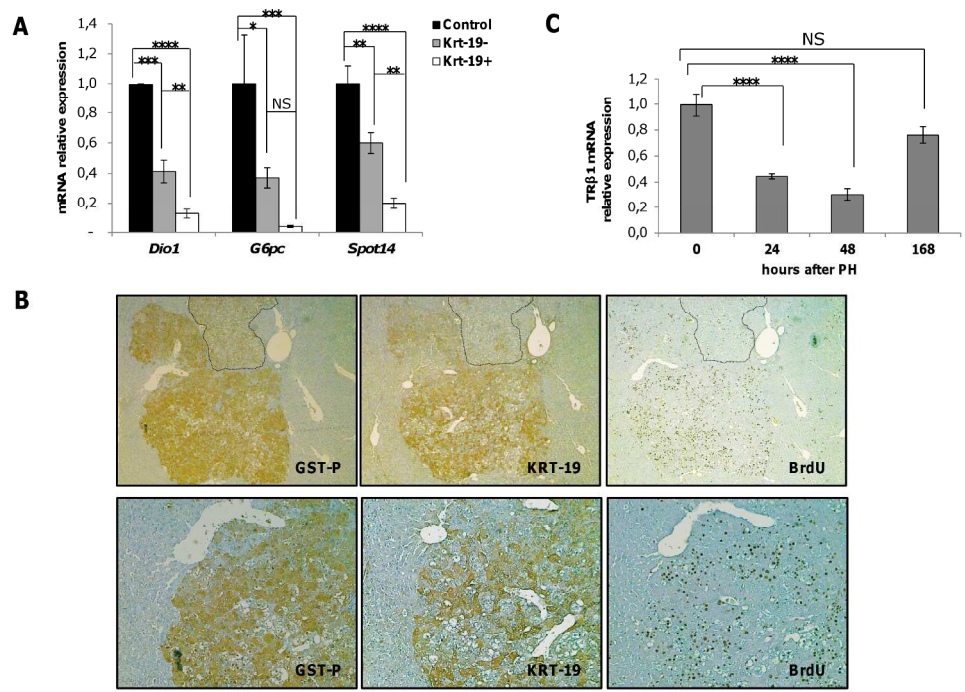 A
mRNA relative expression
1,4
1,2
1,0
0,8
0,6
0,4
0,2
-
****
***
**
***
*
NS
****
**
**
Control
Krt-19-
Krt-19+
Dio1
G6pc
Spot14
C
TRβ1 mRNA
relative expression
1,2
1,0
0,8
0,6
0,4
0,2
0,0
NS
****
****
0
24
48
168
hours after PH
B
GST-P
KRT-19
BrdU
GST-P
KRT-19
BrdU